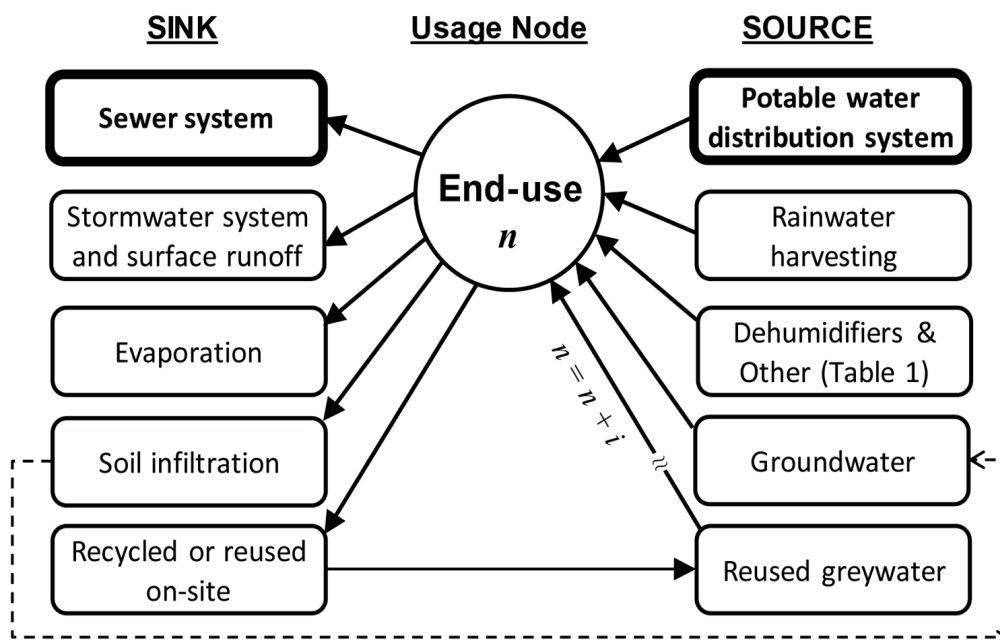 SINK
Usage Node
SOURCE
Sewer system
Stormwater system
and surface runoff
Evaporation
Soil infiltration
Recycled or reused
on-site
End-use
n
n = n + i
≈
Potable water
distribution system
Rainwater
harvesting
Dehumidifiers &
Other (Table 1)
Groundwater
Reused greywater